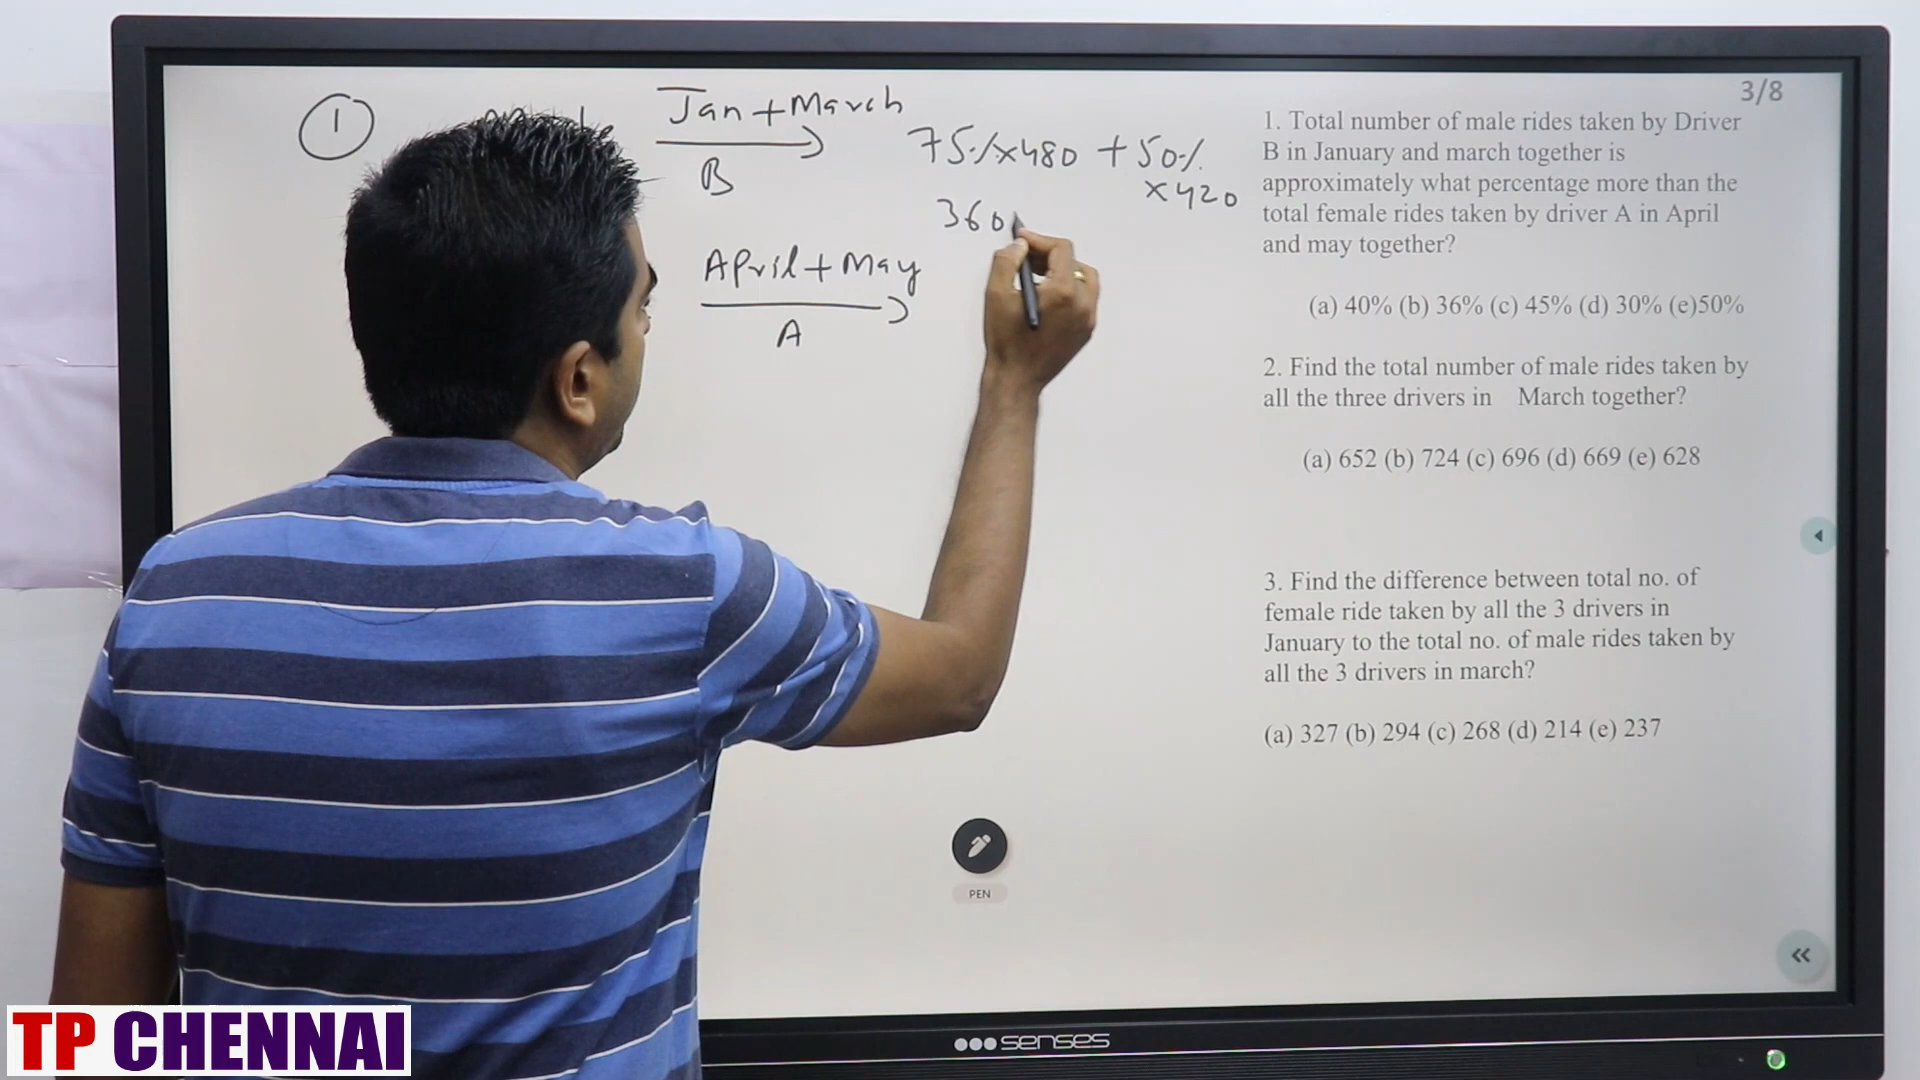 3/8
1
Jan + March
B
75% x 480 + 50%
x 420
360
April + May
A
1. Total number of male rides taken by Driver
B in January and march together is
approximately what percentage more than the
total female rides taken by driver A in April
and may together?
(a) 40% (b) 36% (c) 45% (d) 30% (e)50%
2. Find the total number of male rides taken by
all the three drivers in March together?
(a) 652 (b) 724 (c) 696 (d) 669 (e) 628
3. Find the difference between total no. of
female ride taken by all the 3 drivers in
January to the total no. of male rides taken by
all the 3 drivers in march?
(a) 327 (b) 294 (c) 268 (d) 214 (e) 237
PEN
senses
TP CHENNAI